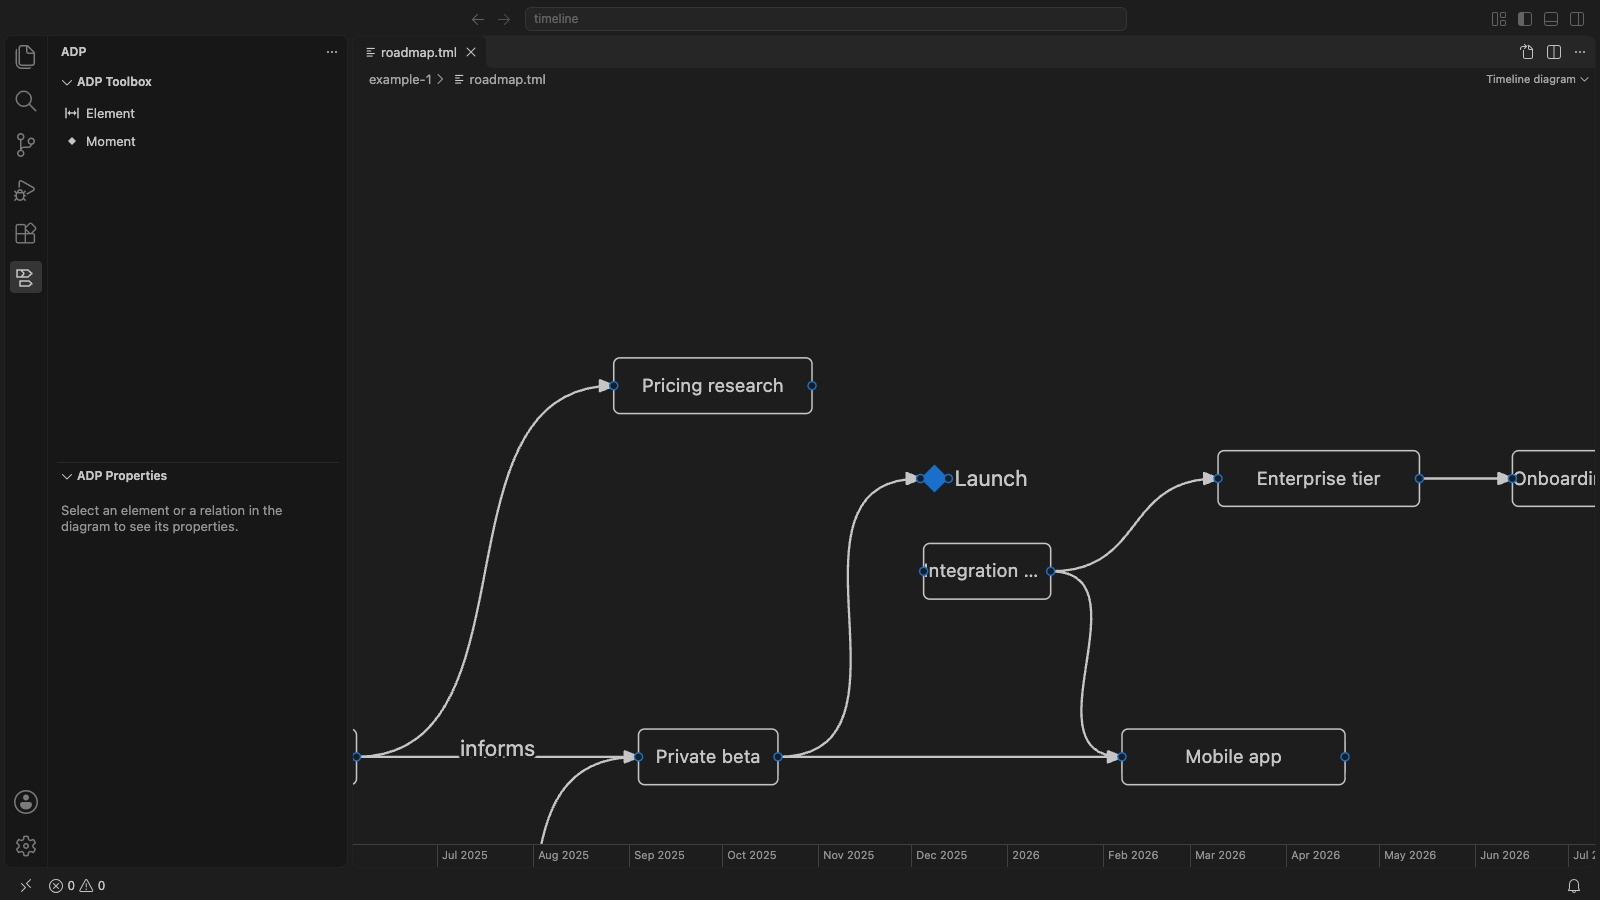 timeline
ADP
ADP Toolbox
Element
Moment
ADP Properties
Select an element or a relation in the
diagram to see its properties.
roadmap.tml
example-1
roadmap.tml
Timeline diagram
Pricing research
Launch
Enterprise tier
Onboardin
Integration ...
informs
Private beta
Mobile app
Jul 2025
Aug 2025
Sep 2025
Oct 2025
Nov 2025
Dec 2025
2026
Feb 2026
Mar 2026
Apr 2026
May 2026
Jun 2026
Jul 2
0
0